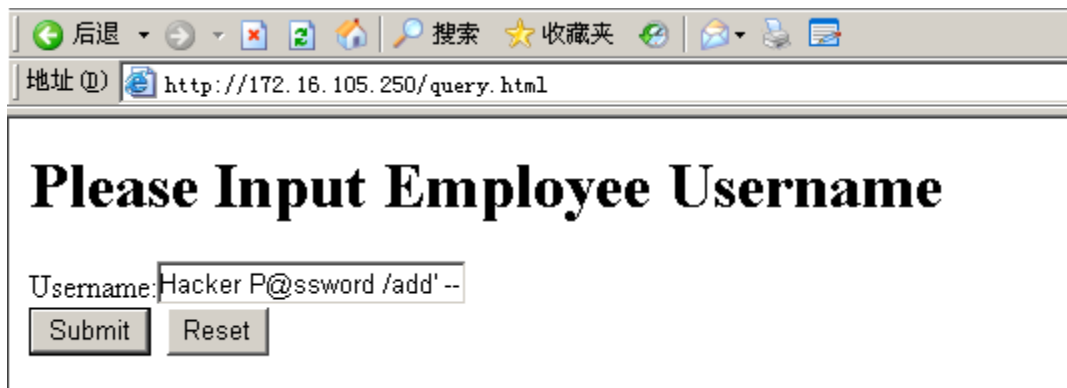 后退 搜索 收藏夹
地址(D) http://172.16.105.250/query.html
Please Input Employee Username
Username: Hacker P@ssword /add' --
Submit Reset